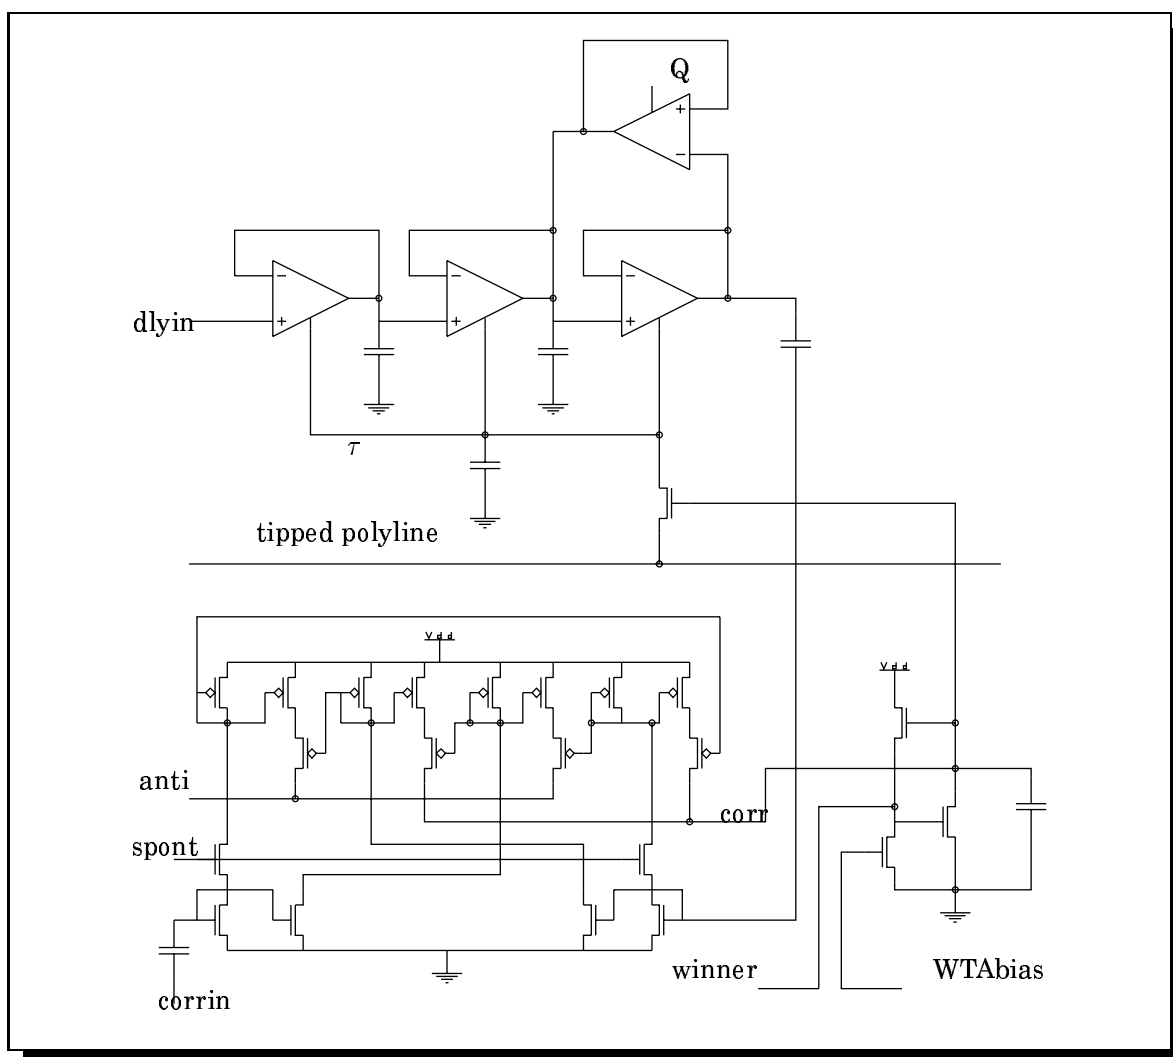 Q
+
−
−
−
−
dlyin
+
+
+
τ
tipped polyline
Vdd
Vdd
anti
corr
spont
winner
WTAbias
corrin